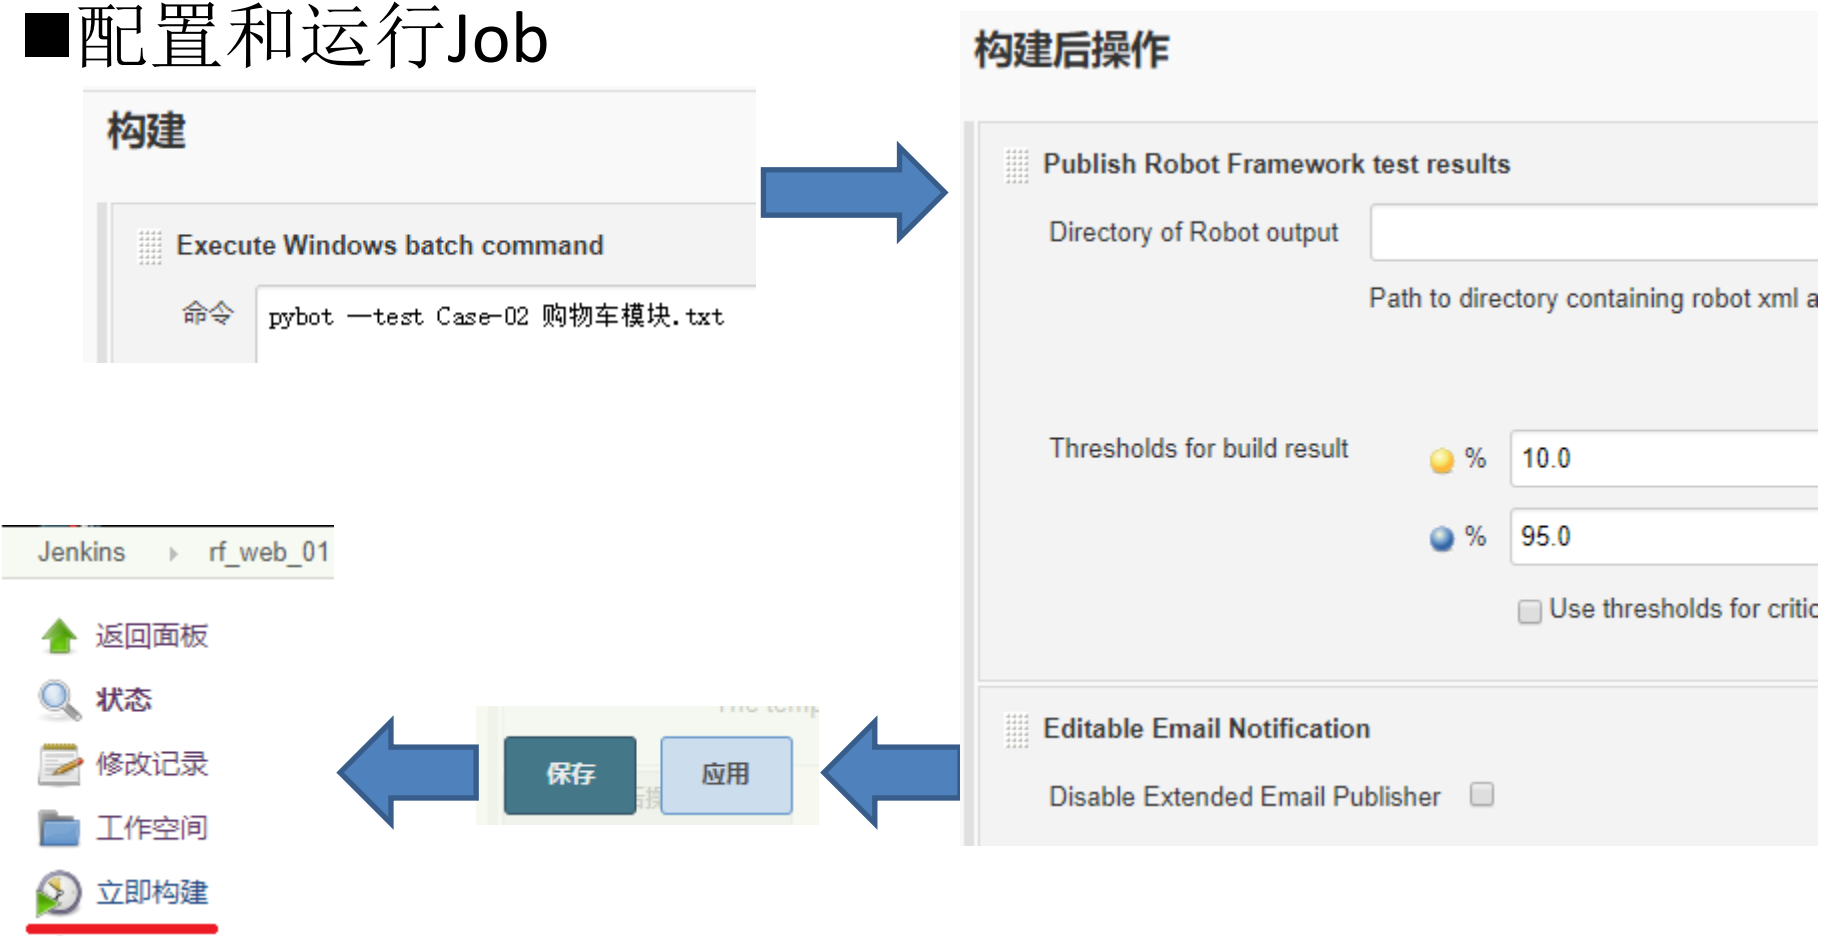 ■配置和运行Job
构建
Execute Windows batch command
命令
pybot —test Case-02 购物车模块.txt
构建后操作
Publish Robot Framework test results
Directory of Robot output
Path to directory containing robot xml a
Thresholds for build result
% 10.0
% 95.0
Use thresholds for critic
Editable Email Notification
Disable Extended Email Publisher
保存 应用
Jenkins rf_web_01
返回面板
状态
修改记录
工作空间
立即构建